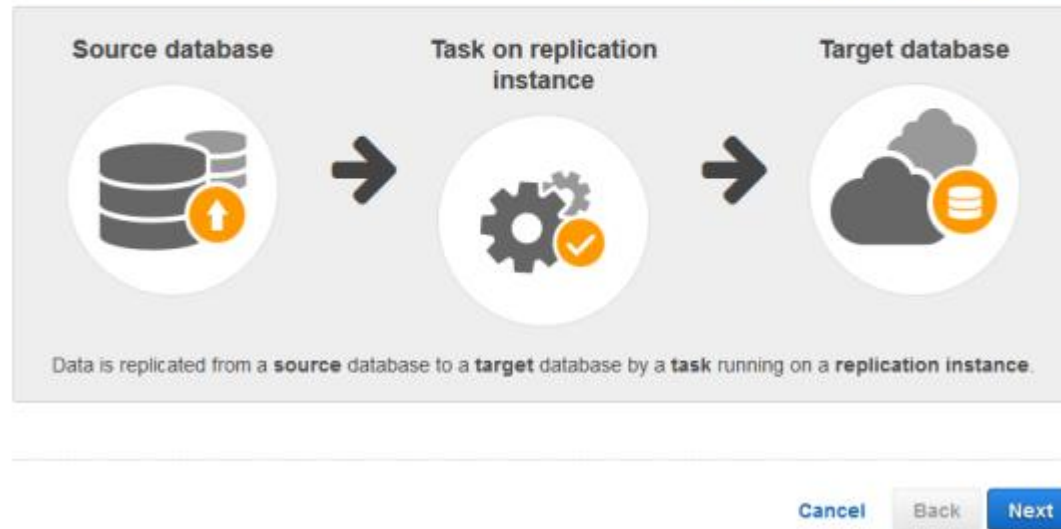 Source database
Task on replication
instance
Target database
Data is replicated from a source database to a target database by a task running on a replication instance.
Cancel
Back
Next